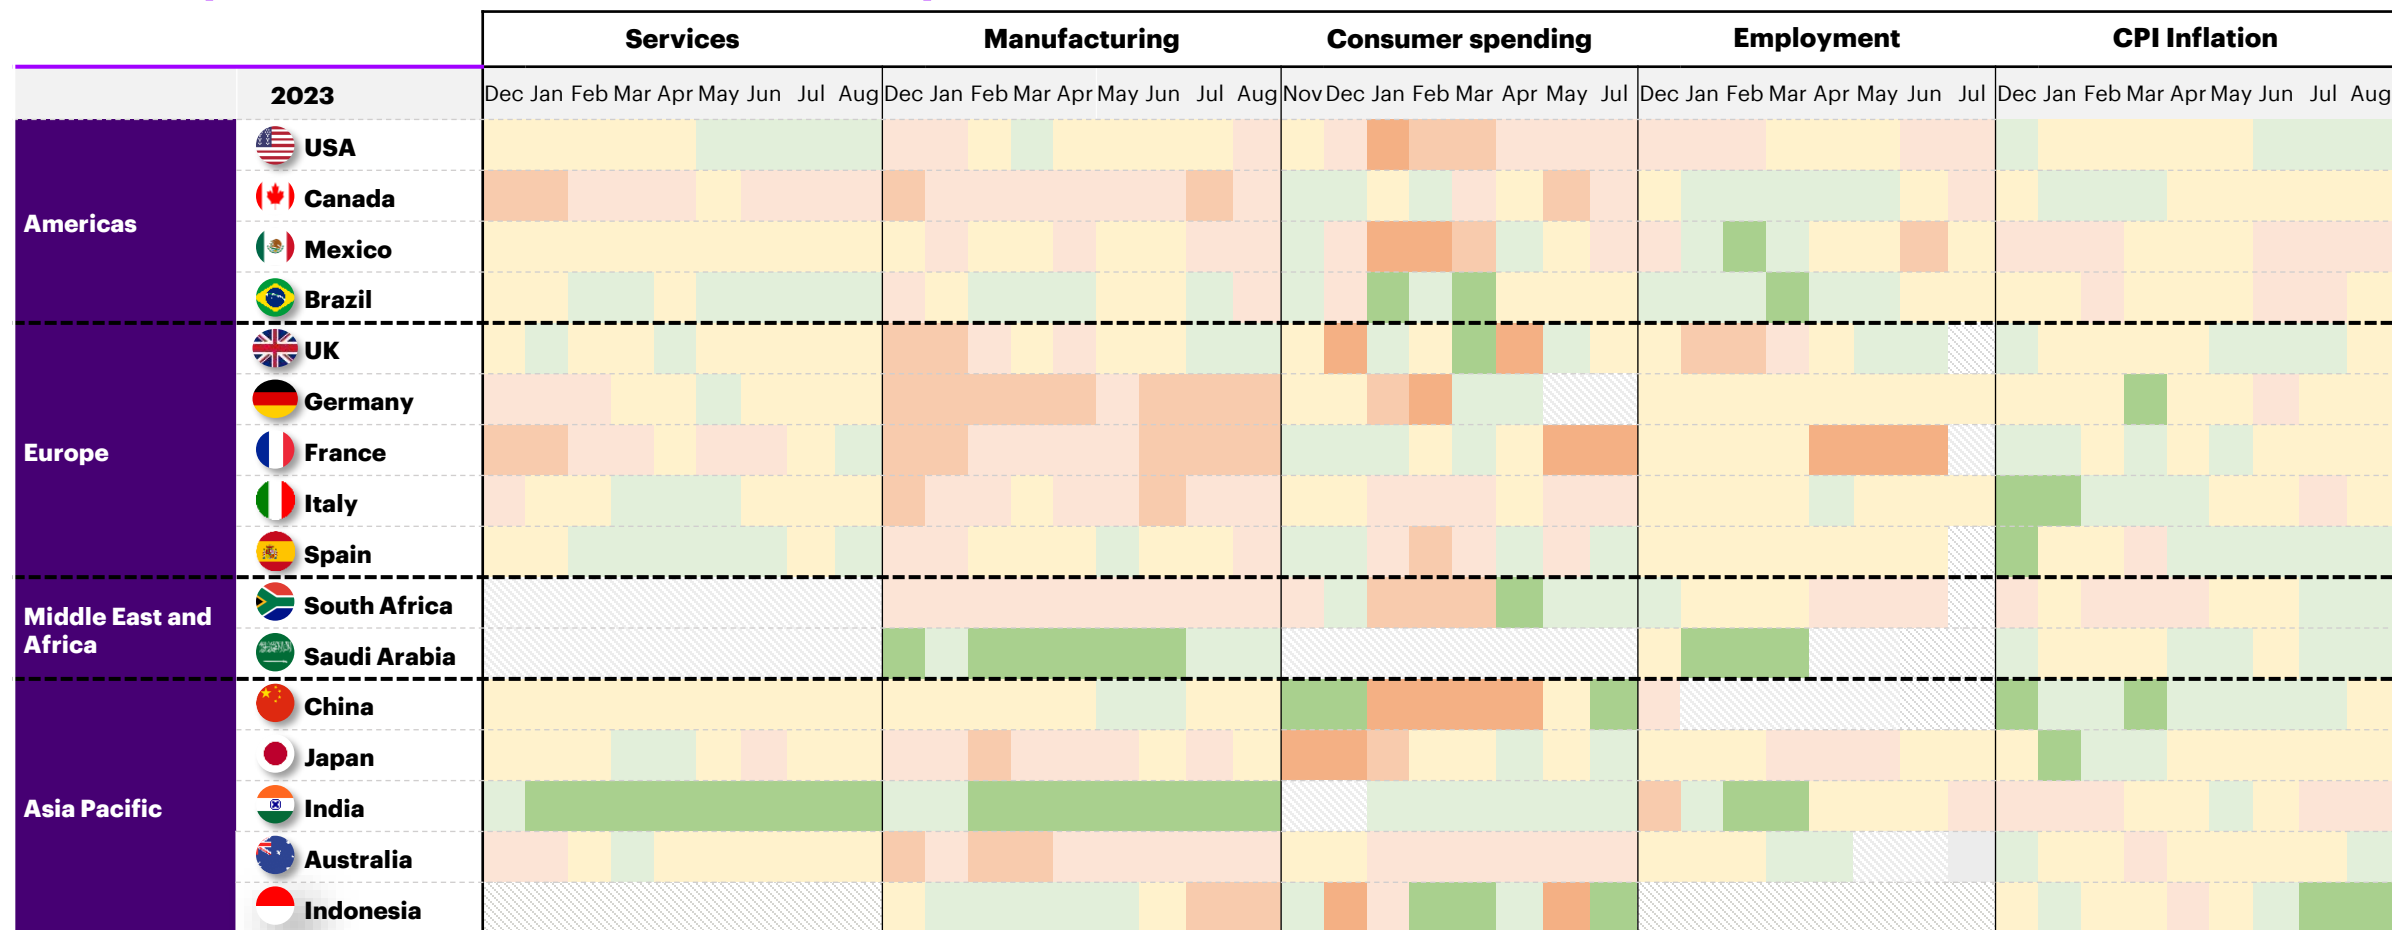 Services Manufacturing Consumer spending Employment CPI Inflation
2023 Dec Jan Feb Mar Apr May Jun Jul Aug Dec Jan Feb Mar Apr May Jun Jul Aug Nov Dec Jan Feb Mar Apr May Jul Dec Jan Feb Mar Apr May Jun Jul Dec Jan Feb Mar Apr May Jun Jul Aug
Americas
USA
Canada
Mexico
Brazil
Europe
UK
Germany
France
Italy
Spain
Middle East and
Africa
South Africa
Saudi Arabia
Asia Pacific
China
Japan
India
Australia
Indonesia